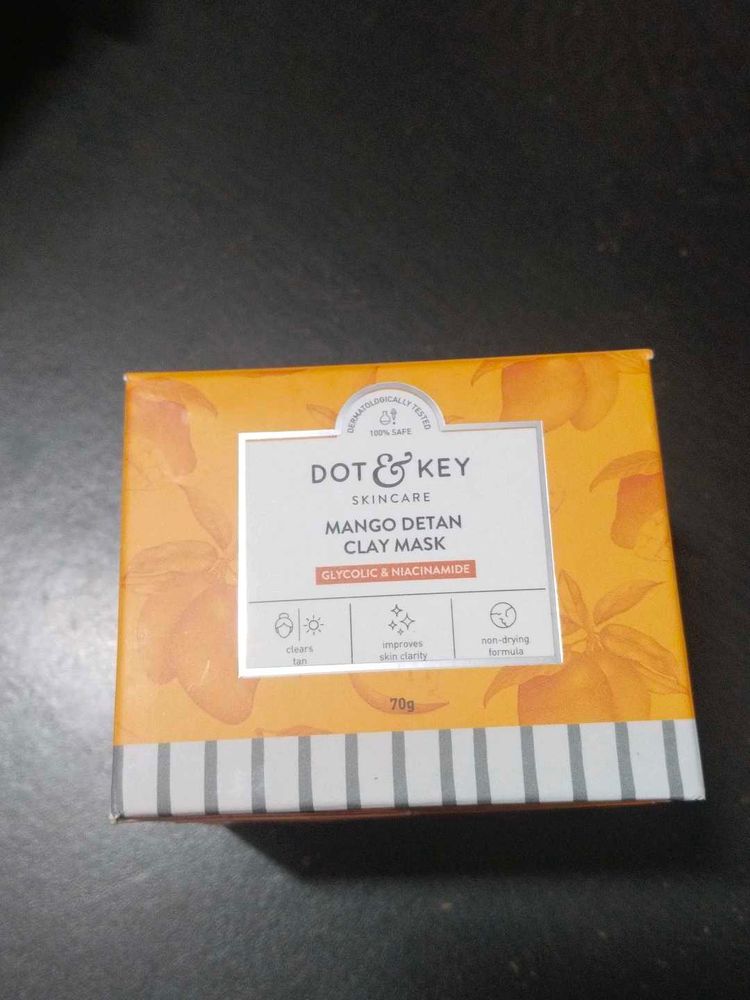 DERMATOLOGICALLY TESTED
100% SAFE
DOT & KEY
SKINCARE
MANGO DETAN
CLAY MASK
GLYCOLIC & NIACINAMIDE
clears
tan
improves
skin clarity
non-drying
formula
70g